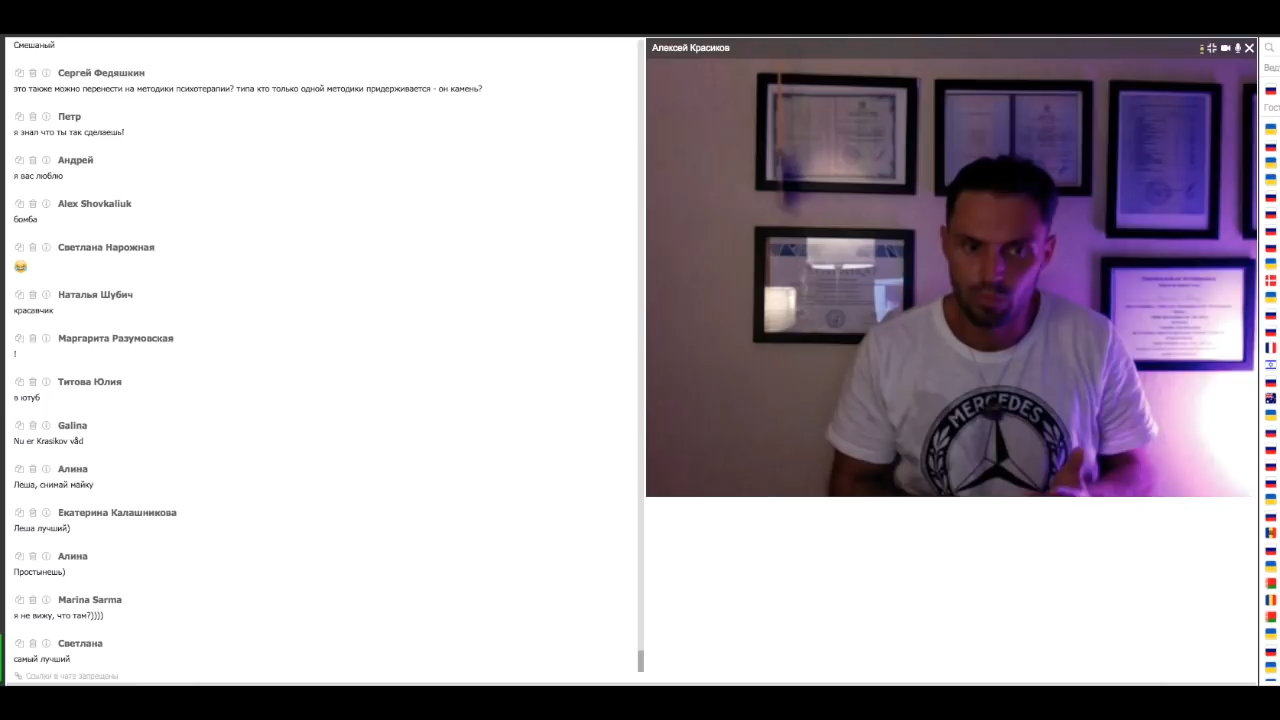 Смешаный
Сергей Федяшкин
это также можно перенести на методики психотерапии? типа кто только одной методики придерживается - он камень?
Петр
я знал что ты так сделаешь!
Андрей
я вас люблю
Alex Shovkaliuk
бомба
Светлана Нарожная
Наталья Шубич
красавчик
Маргарита Разумовская
!
Титова Юлия
в ютуб
Galina
Nu er Krasikov våd
Алина
Леша, снимай майку
Екатерина Калашникова
Леша лучший)
Алина
Простынешь)
Marina Sarma
я не вижу, что там?))))
Светлана
самый лучший
Ссылки в чате запрещены
Алексей Красиков
MERCEDES